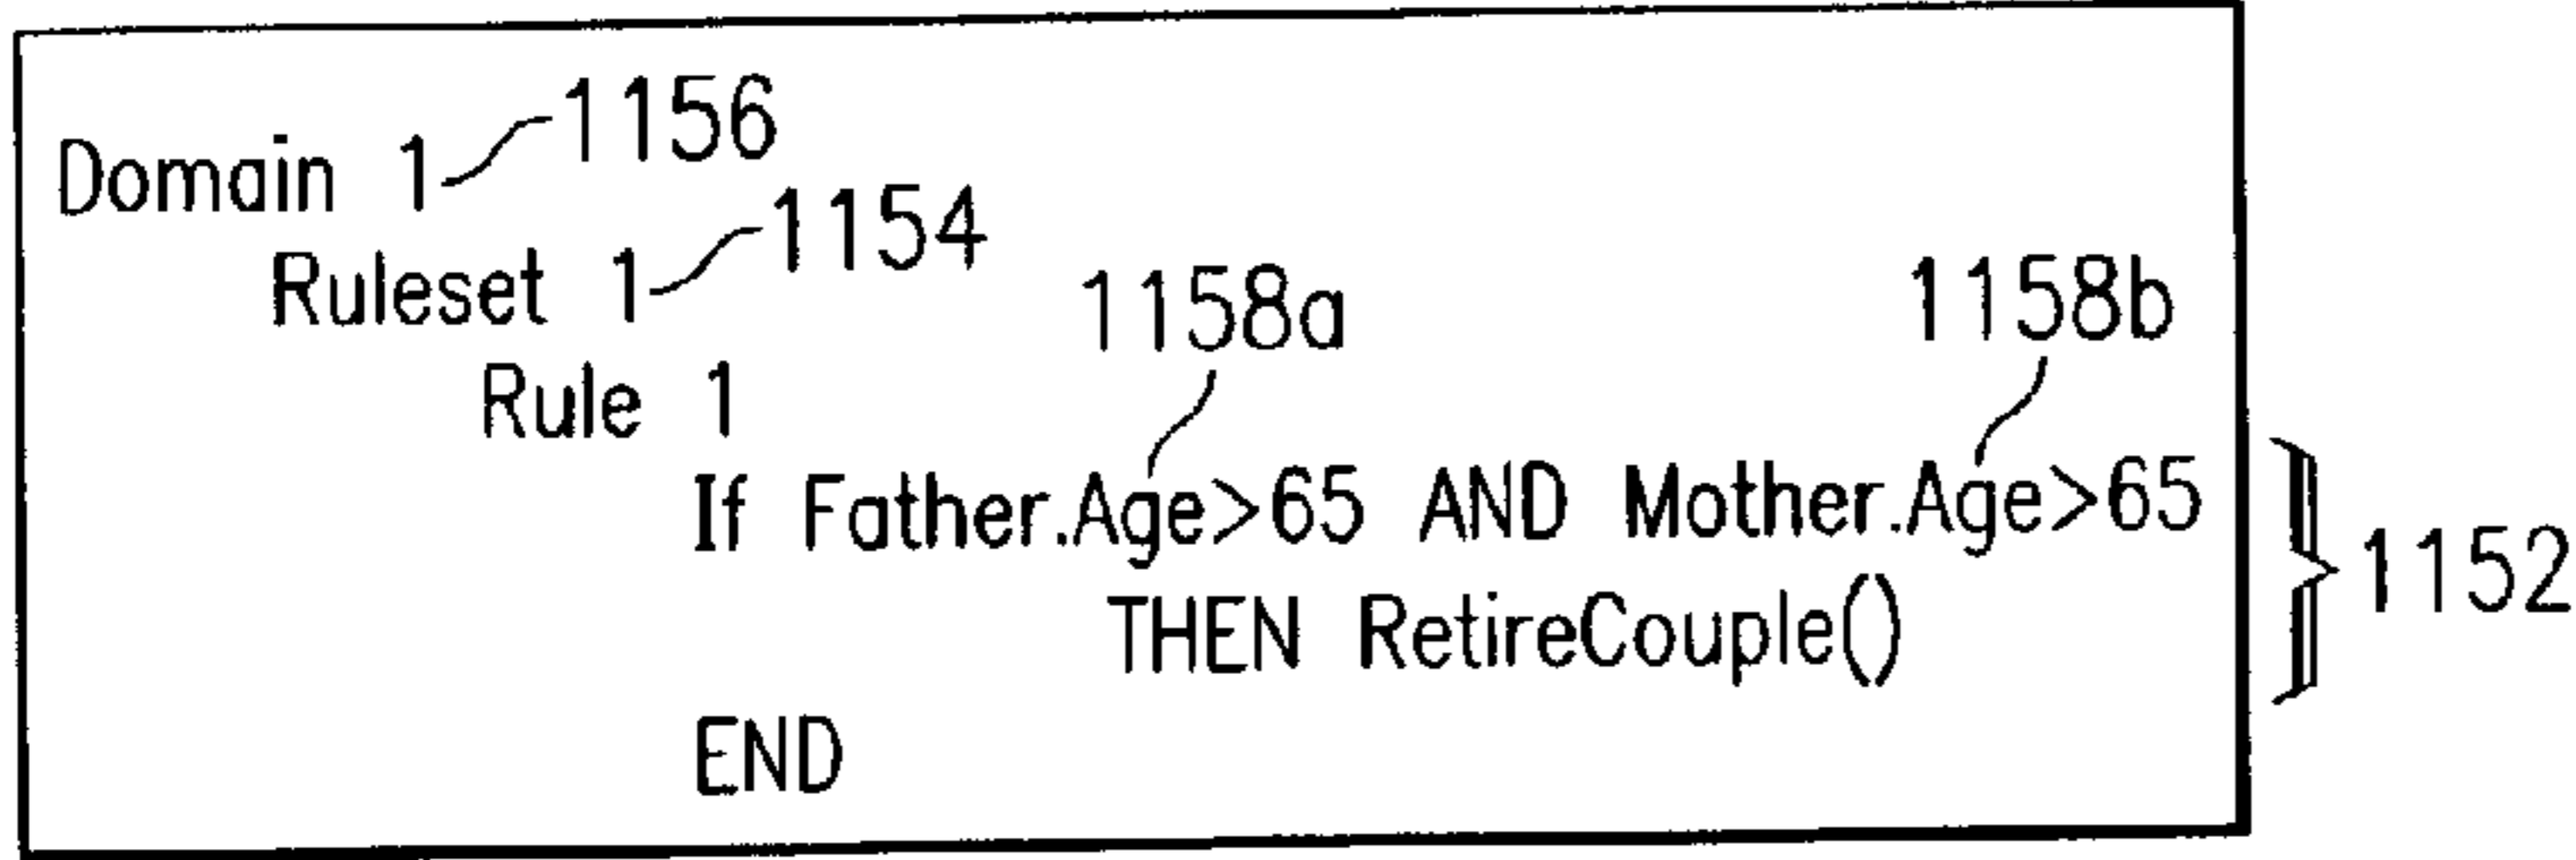 Domain 1 1156
Ruleset 1 1154
Rule 1 1158a 1158b
If Father.Age>65 AND Mother.Age>65
THEN RetireCouple() 1152
END